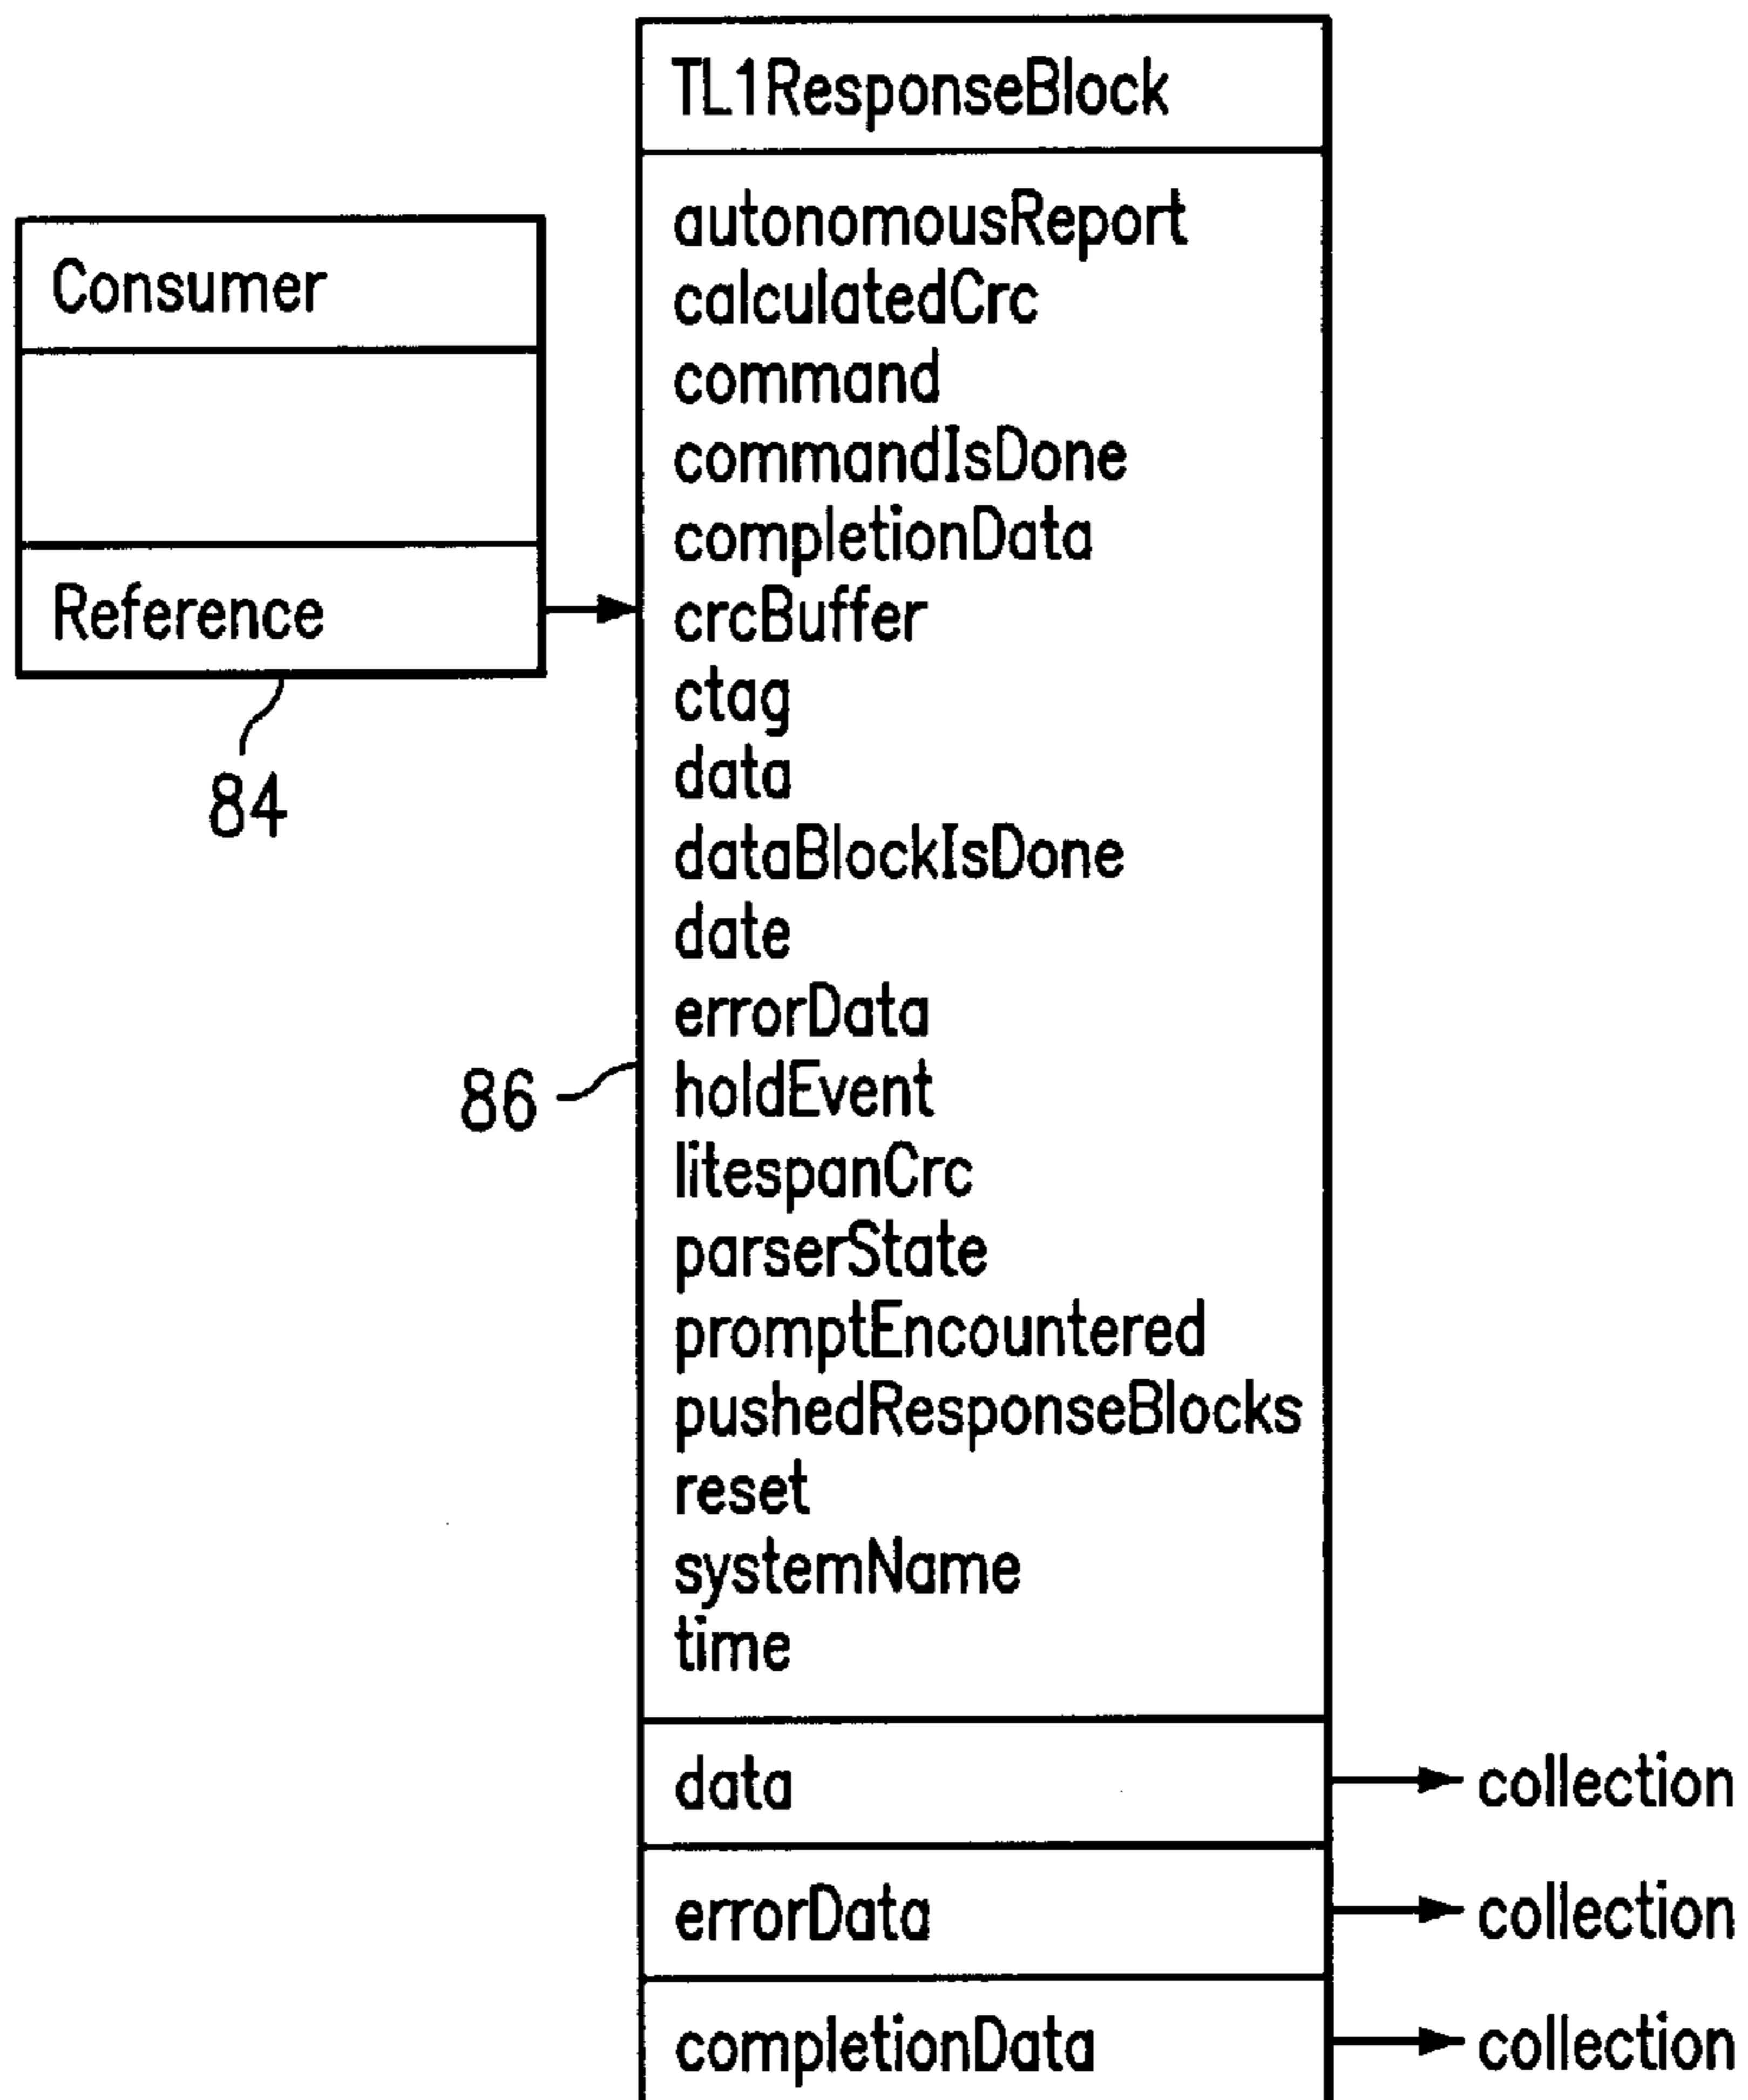 TL1ResponseBlock
autonomousReport
calculatedCrc
command
commandIsDone
completionData
crcBuffer
ctag
data
dataBlockIsDone
date
errorData
holdEvent
litespanCrc
parserState
promptEncountered
pushedResponseBlocks
reset
systemName
time
data
errorData
completionData
Consumer
Reference
84
86
collection
collection
collection